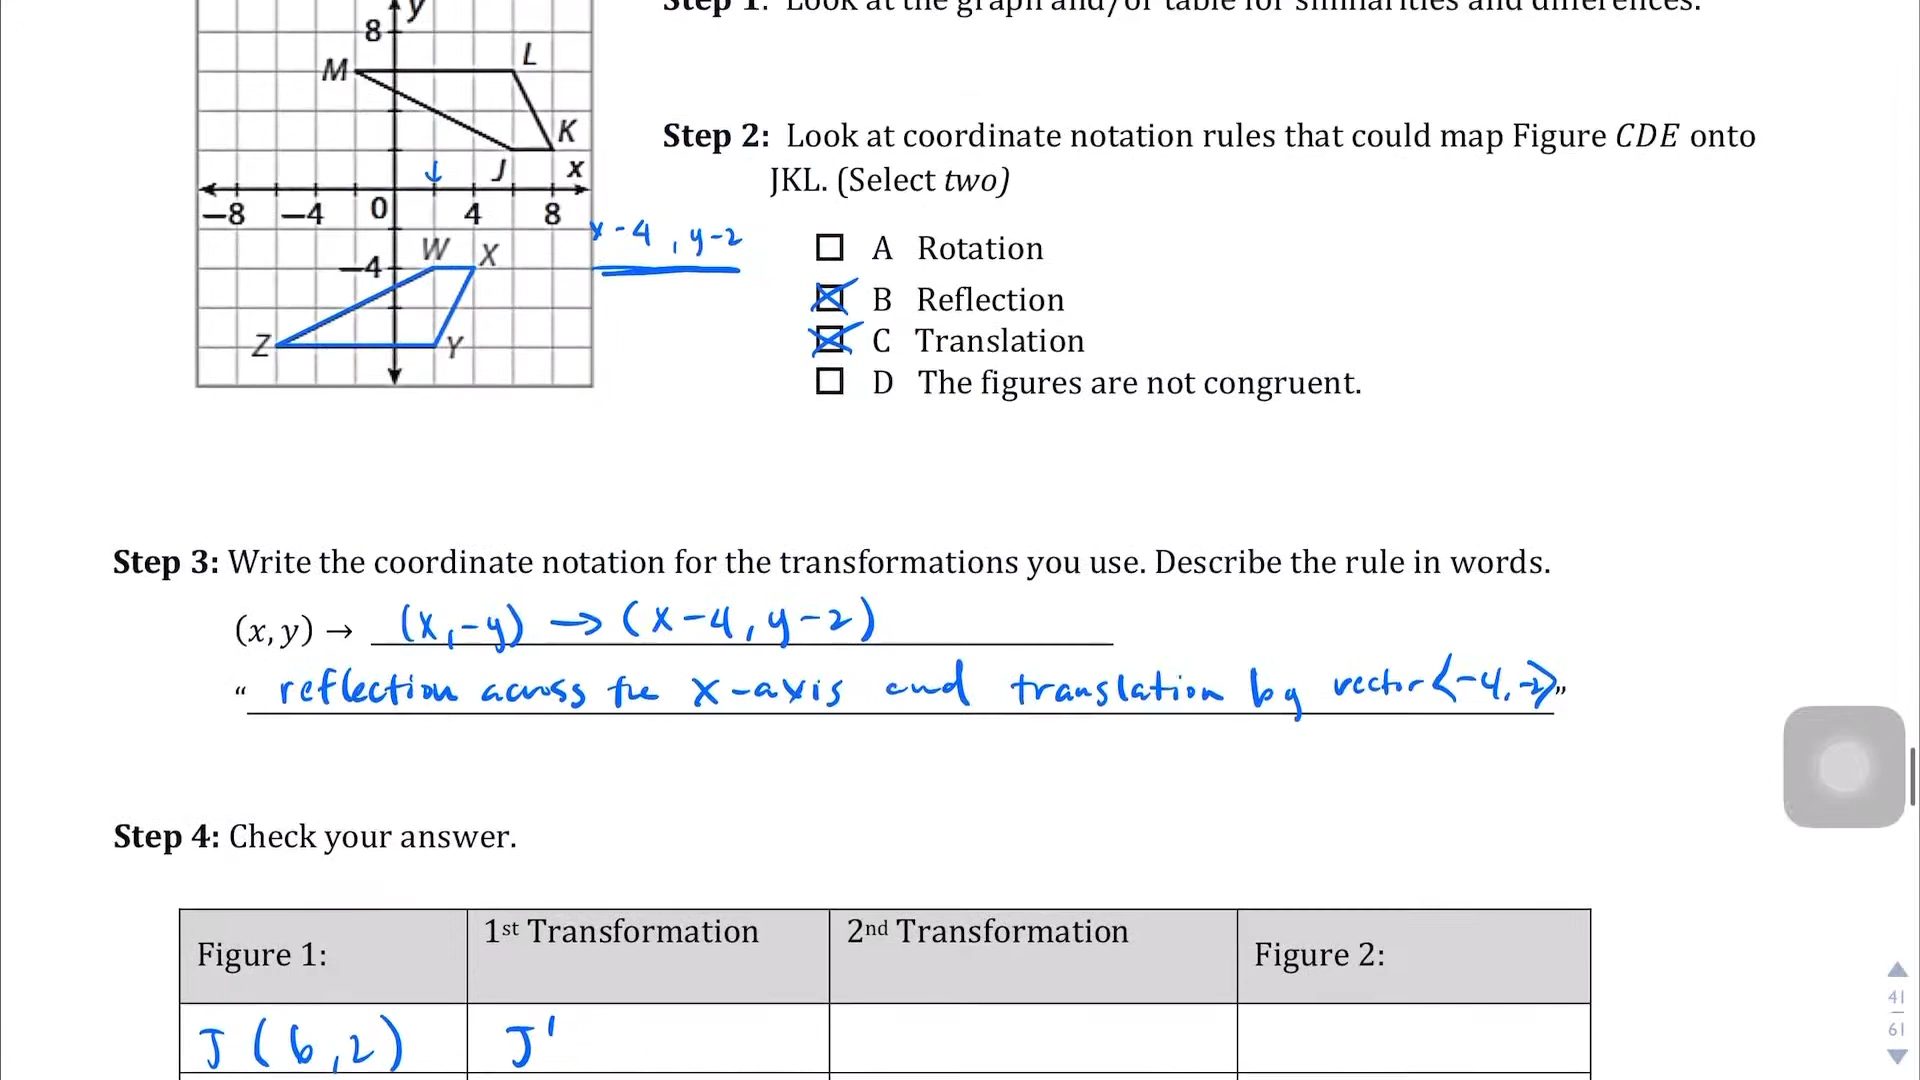 Step 1: Look at the graph and/or table for similarities and differences.
y
8
M
L
K
J
x
-8 -4 0 4 8
x-4, y-2
W X
-4
Z
Y
Step 2: Look at coordinate notation rules that could map Figure CDE onto
JKL. (Select two)
A Rotation
B Reflection
C Translation
D The figures are not congruent.
Step 3: Write the coordinate notation for the transformations you use. Describe the rule in words.
(x, y) → (x,-y) → (x-4, y-2)
“ reflection across the x-axis and translation by vector <-4,-2>”
Step 4: Check your answer.
Figure 1: 1st Transformation 2nd Transformation Figure 2:
J (6,2) J'
41
61